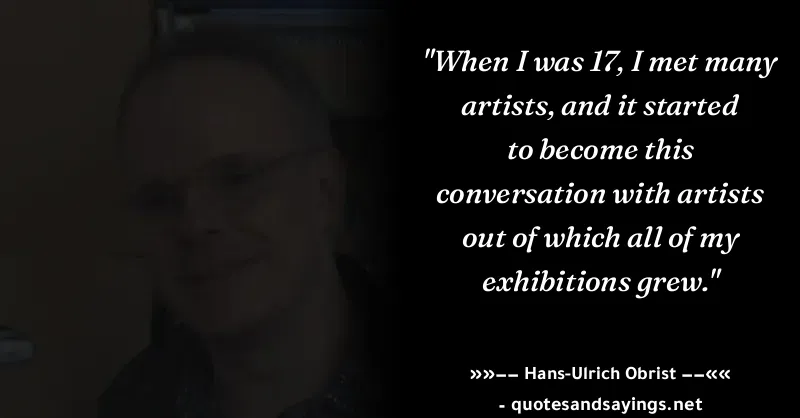 "When I was 17, I met many
artists, and it started
to become this
conversation with artists
out of which all of my
exhibitions grew."
»»–– Hans-Ulrich Obrist ––««
- quotesandsayings.net